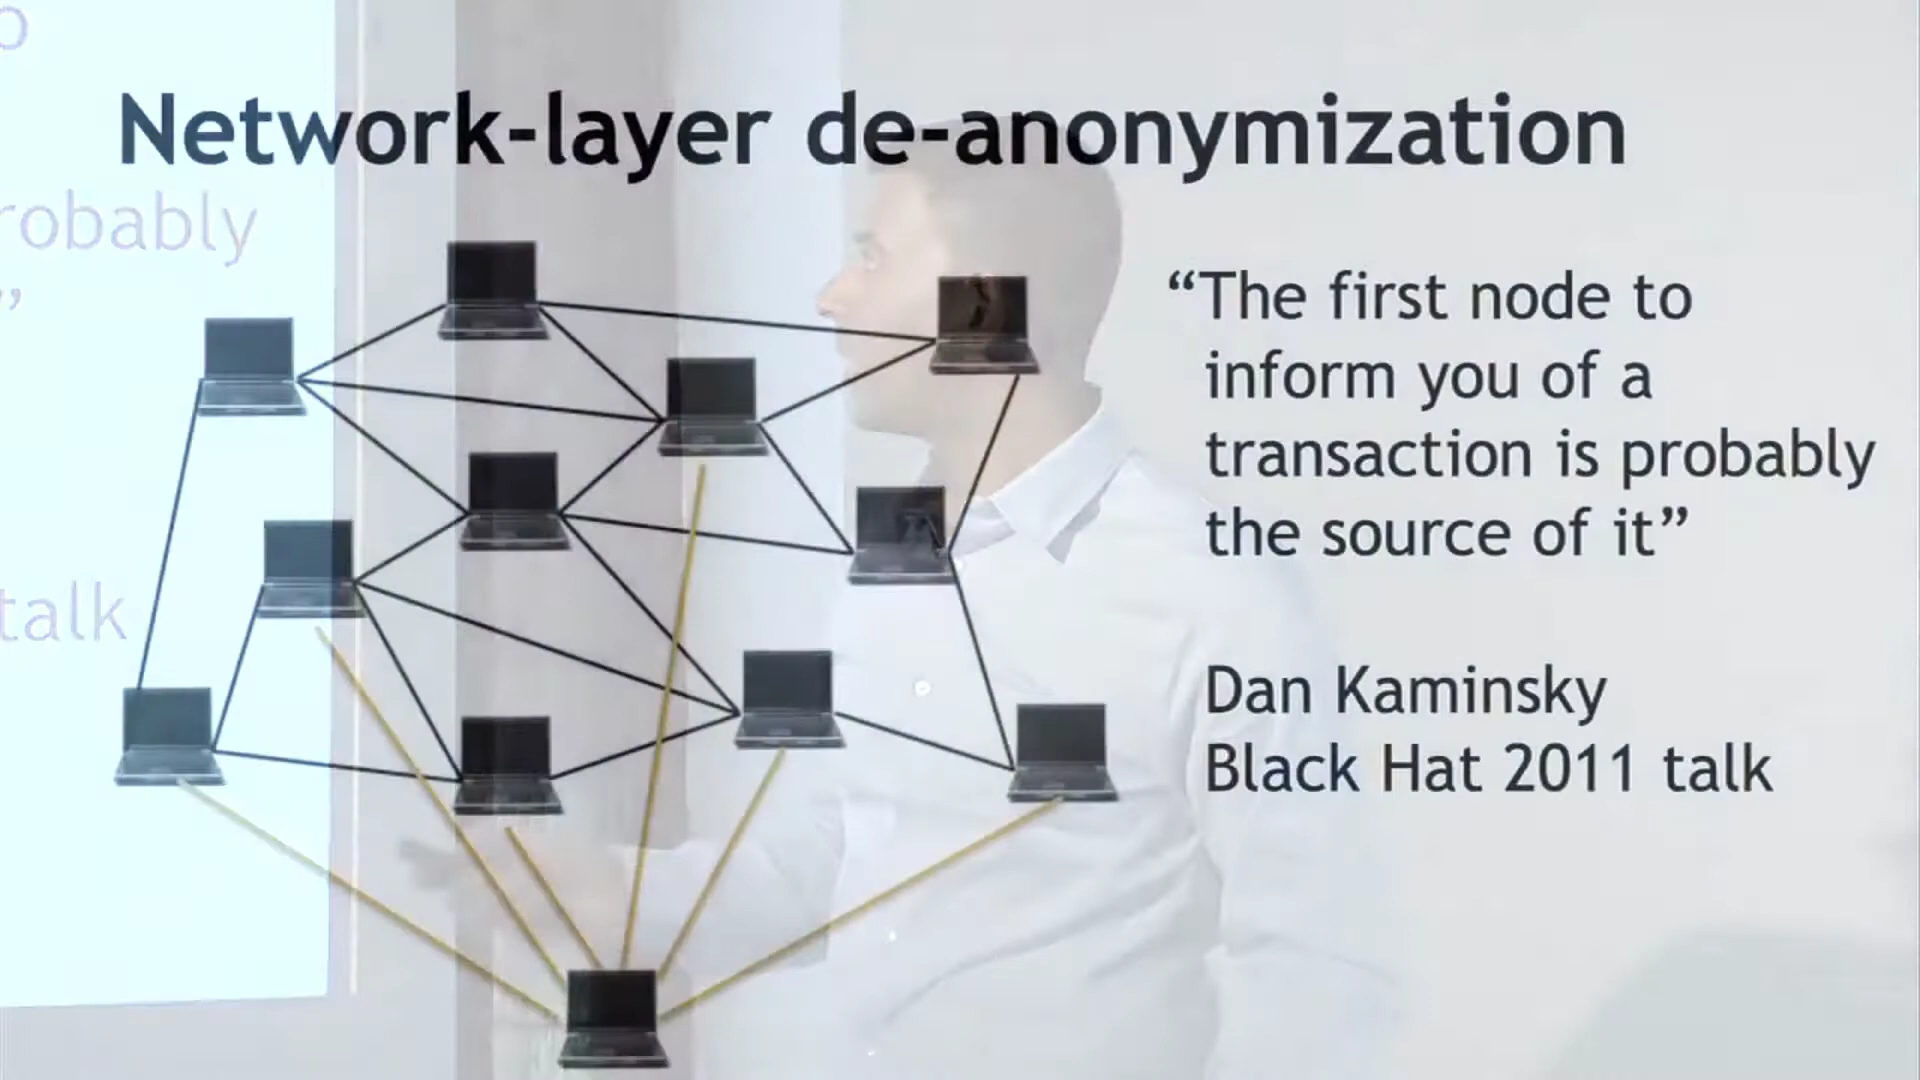 Network-layer de-anonymization
“The first node to
inform you of a
transaction is probably
the source of it”
Dan Kaminsky
Black Hat 2011 talk
robably
”
talk